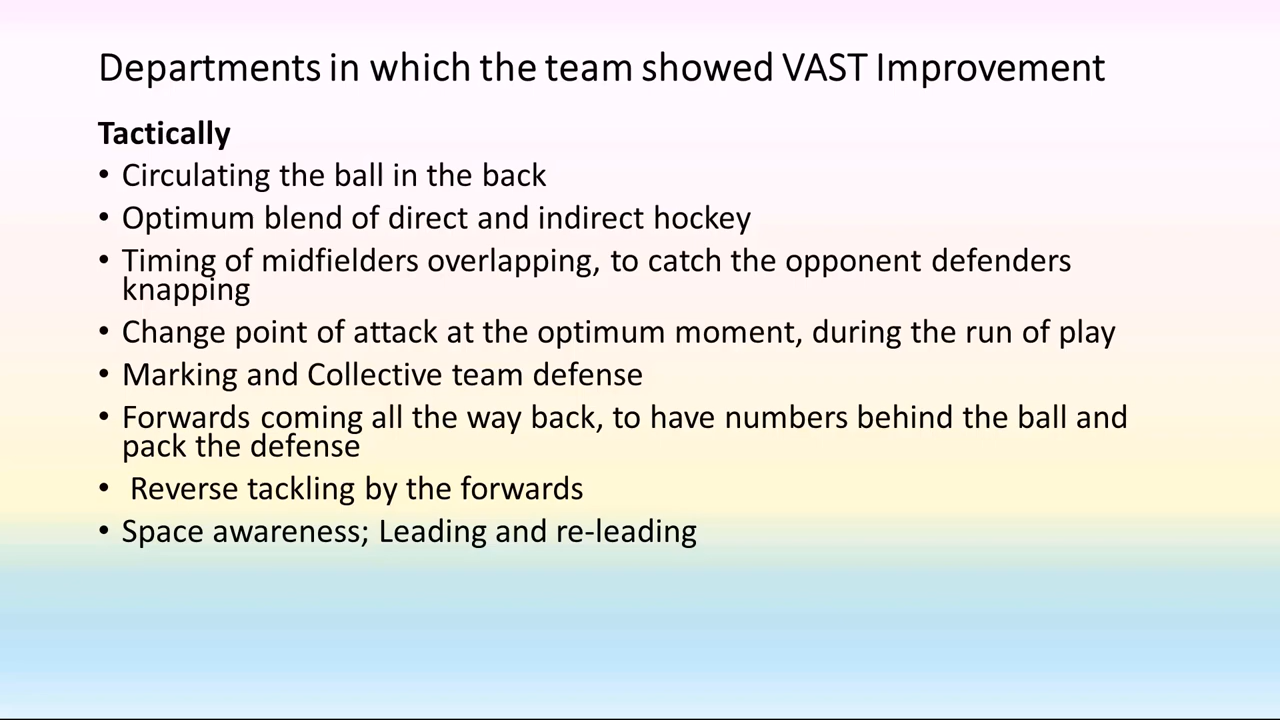 Departments in which the team showed VAST Improvement
Tactically
• Circulating the ball in the back
• Optimum blend of direct and indirect hockey
• Timing of midfielders overlapping, to catch the opponent defenders
knapping
• Change point of attack at the optimum moment, during the run of play
• Marking and Collective team defense
• Forwards coming all the way back, to have numbers behind the ball and
pack the defense
• Reverse tackling by the forwards
• Space awareness; Leading and re-leading